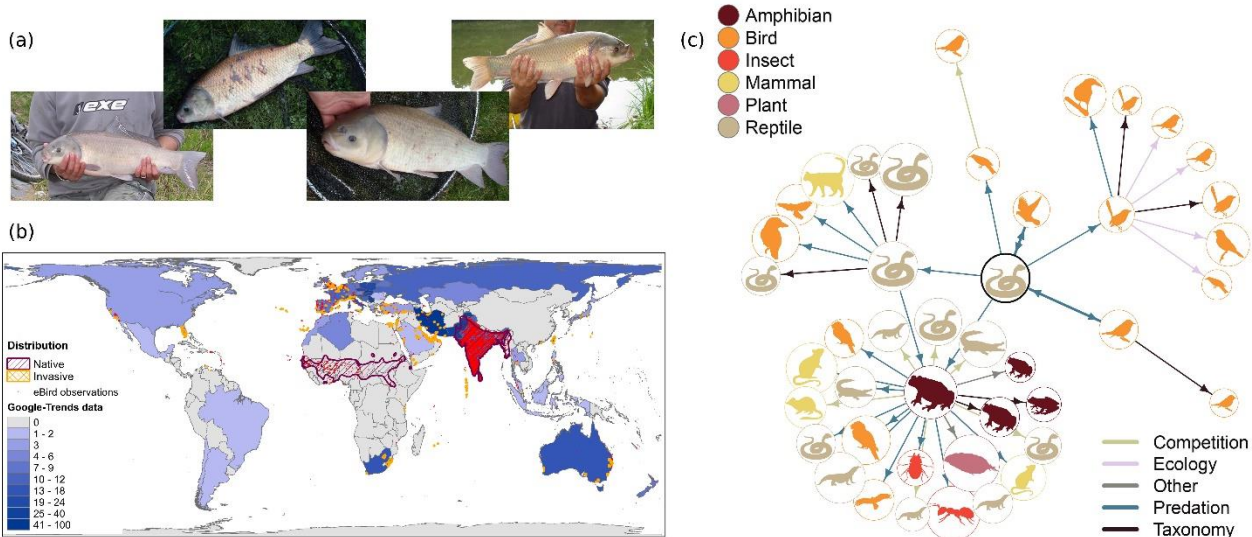 (a)
exe
(b)
Distribution
Native
Invasive
eBird observations
Google-Trends data
0
1 - 2
3
4 - 6
7 - 9
10 - 12
13 - 18
19 - 24
25 - 40
41 - 100
(c)
Amphibian
Bird
Insect
Mammal
Plant
Reptile
Competition
Ecology
Other
Predation
Taxonomy